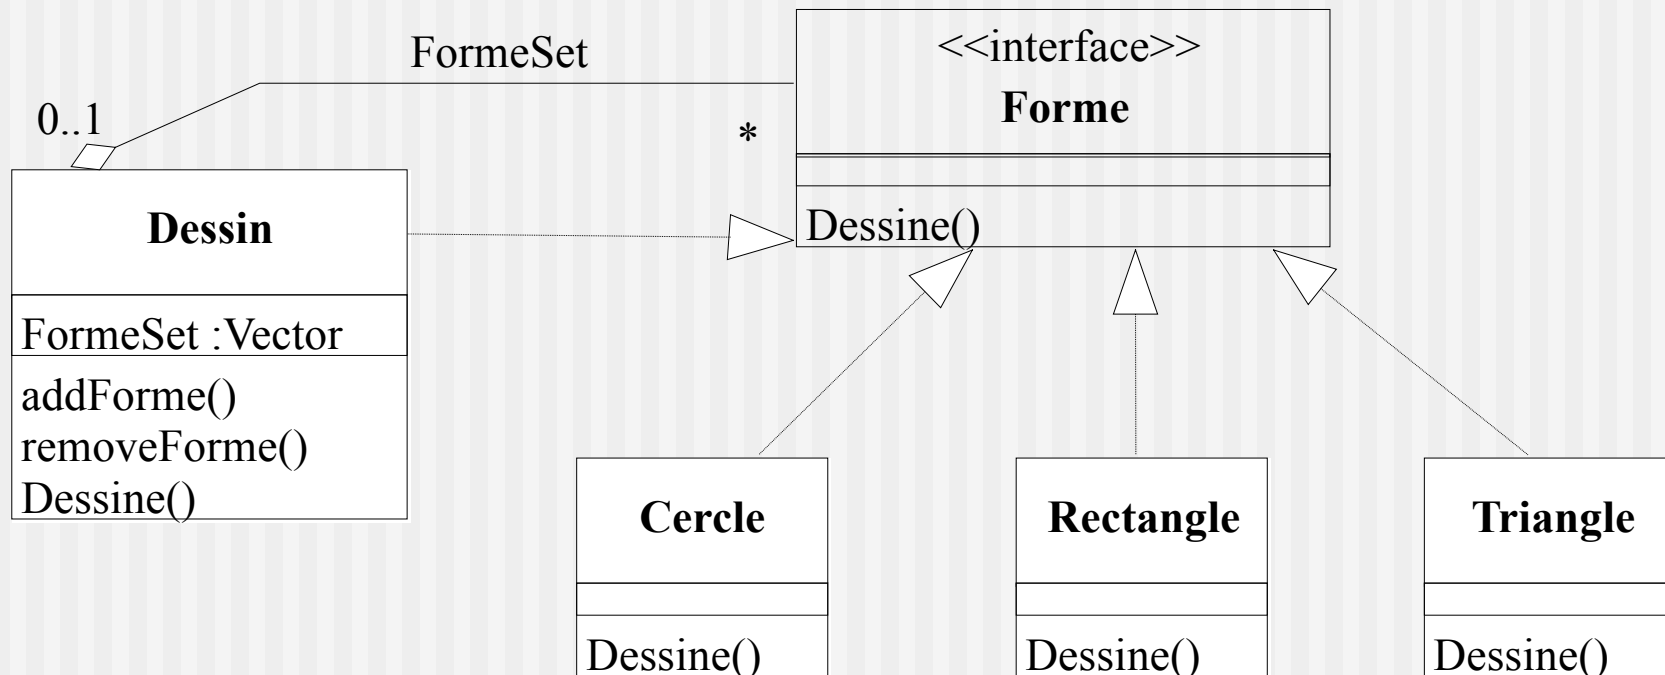 FormeSet
0..1
*
<<interface>>
Forme
Dessine()
Dessin
FormeSet :Vector
addForme()
removeForme()
Dessine()
Cercle
Dessine()
Rectangle
Dessine()
Triangle
Dessine()